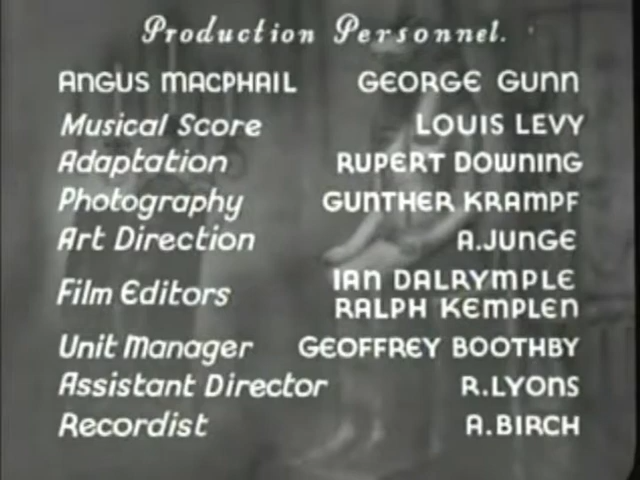 Production Personnel.
ANGUS MACPHAIL GEORGE GUNN
Musical Score LOUIS LEVY
Adaptation RUPERT DOWNING
Photography GUNTHER KRAMPF
Art Direction A.JUNGE
Film Editors IAN DALRYMPLE
RALPH KEMPLEN
Unit Manager GEOFFREY BOOTHBY
Assistant Director R.LYONS
Recordist A.BIRCH